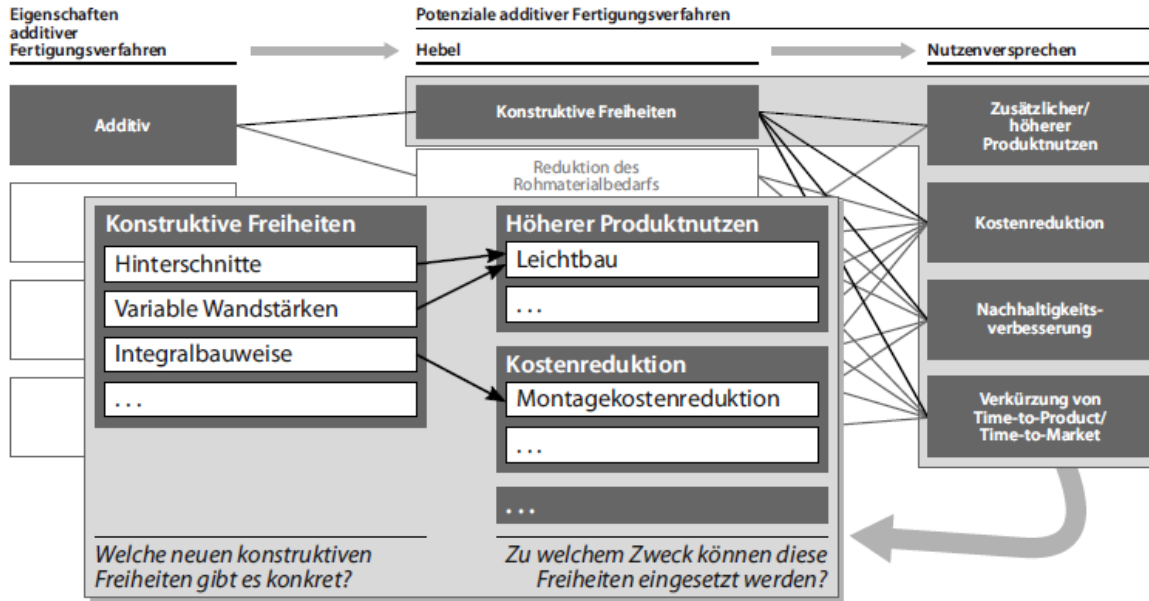 Eigenschaften
additiver
Fertigungsverfahren
Potenziale additiver Fertigungsverfahren
Hebel
Nutzenversprechen
Additiv
Konstruktive Freiheiten
Reduktion des
Rohmaterialbedarfs
Zusätzlicher/
höherer
Produktnutzen
Kostenreduktion
Nachhaltigkeits-
verbesserung
Verkürzung von
Time-to-Product/
Time-to-Market
Konstruktive Freiheiten
Hinterschnitte
Variable Wandstärken
Integralbauweise
...
Welche neuen konstruktiven
Freiheiten gibt es konkret?
Höherer Produktnutzen
Leichtbau
...
Kostenreduktion
Montagekostenreduktion
...
...
Zu welchem Zweck können diese
Freiheiten eingesetzt werden?